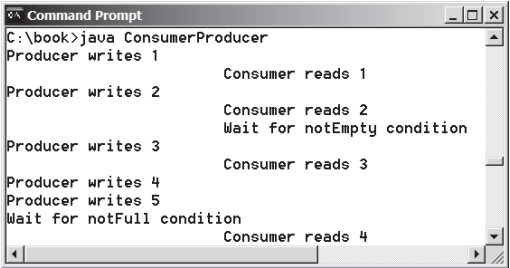 Command Prompt
C:\book>java ConsumerProducer
Producer writes 1
Consumer reads 1
Producer writes 2
Consumer reads 2
Wait for notEmpty condition
Producer writes 3
Consumer reads 3
Producer writes 4
Producer writes 5
Wait for notFull condition
Consumer reads 4